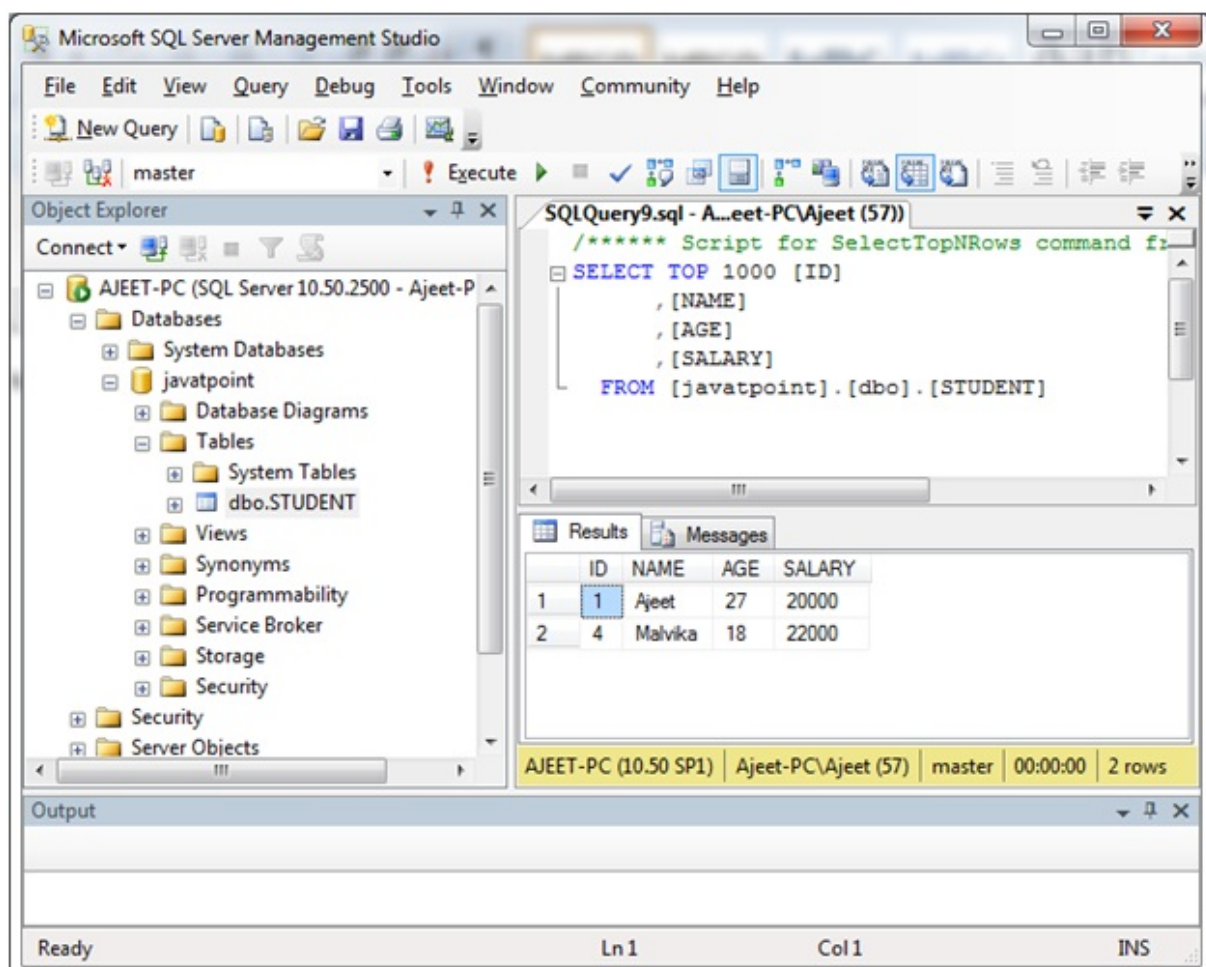 Microsoft SQL Server Management Studio
File Edit View Query Debug Tools Window Community Help
New Query
master Execute
Object Explorer
Connect
AJEET-PC (SQL Server 10.50.2500 - Ajeet-P
Databases
System Databases
javatpoint
Database Diagrams
Tables
System Tables
dbo.STUDENT
Views
Synonyms
Programmability
Service Broker
Storage
Security
Security
Server Objects
SQLQuery9.sql - A...eet-PC\Ajeet (57))
/****** Script for SelectTopNRows command fr
SELECT TOP 1000 [ID]
,[NAME]
,[AGE]
,[SALARY]
FROM [javatpoint].[dbo].[STUDENT]
Results Messages
ID NAME AGE SALARY
1 1 Ajeet 27 20000
2 4 Malvika 18 22000
AJEET-PC (10.50 SP1) Ajeet-PC\Ajeet (57) master 00:00:00 2 rows
Output
Ready Ln 1 Col 1 INS